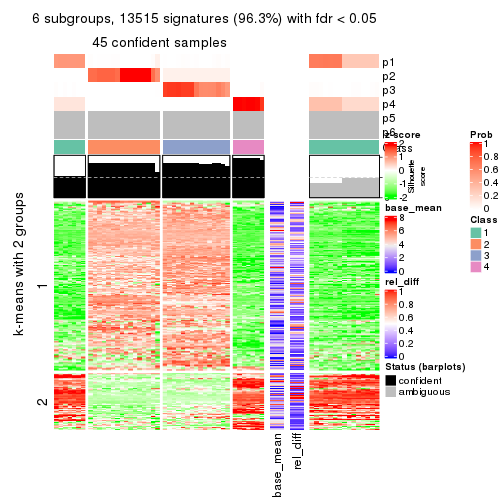 6 subgroups, 13515 signatures (96.3%) with fdr < 0.05
45 confident samples
p1
p2
p3
p4
p5
p6
Class
Silhouette
score
k-means with 2 groups
1
2
base_mean
rel_diff
z-score
2
1
0
-1
-2
base_mean
8
6
4
2
0
rel_diff
1
0.8
0.6
0.4
0.2
0
Status (barplots)
confident
ambiguous
Prob
1
0.8
0.6
0.4
0.2
0
Class
1
2
3
4